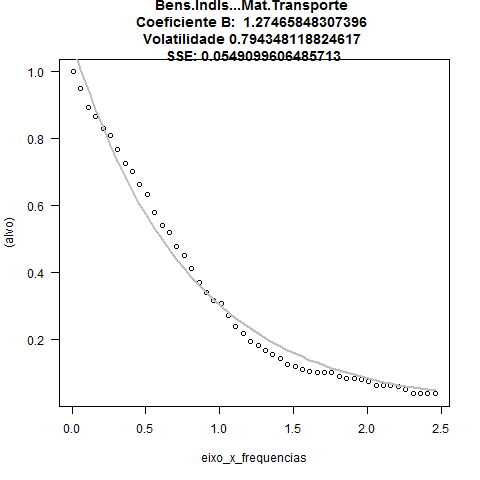 Bens.Indls...Mat.Transporte
Coeficiente B:  1.27465848307396
Volatilidade 0.794348118824617
SSE: 0.0549099606485713
1.0
0.8
0.6
0.4
0.2
(alvo)
0.0 0.5 1.0 1.5 2.0 2.5
eixo_x_frequencias